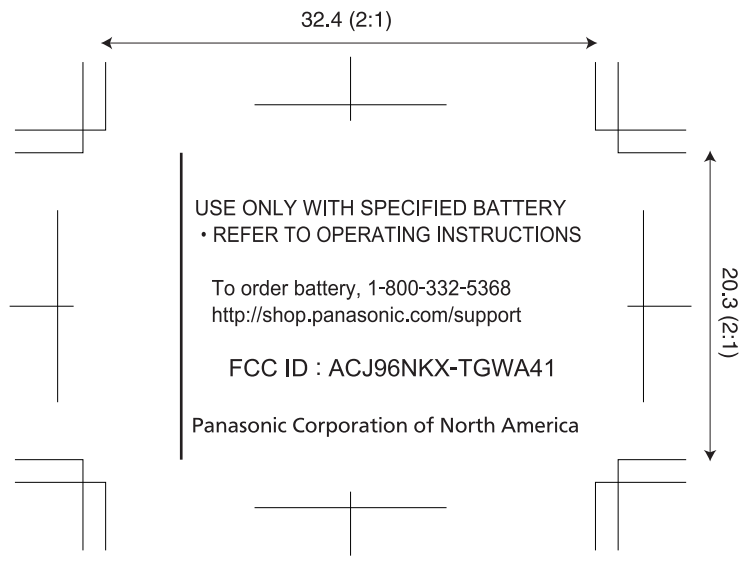 32.4 (2:1)
USE ONLY WITH SPECIFIED BATTERY
• REFER TO OPERATING INSTRUCTIONS
To order battery, 1-800-332-5368
http://shop.panasonic.com/support
FCC ID : ACJ96NKX-TGWA41
Panasonic Corporation of North America
20.3 (2:1)